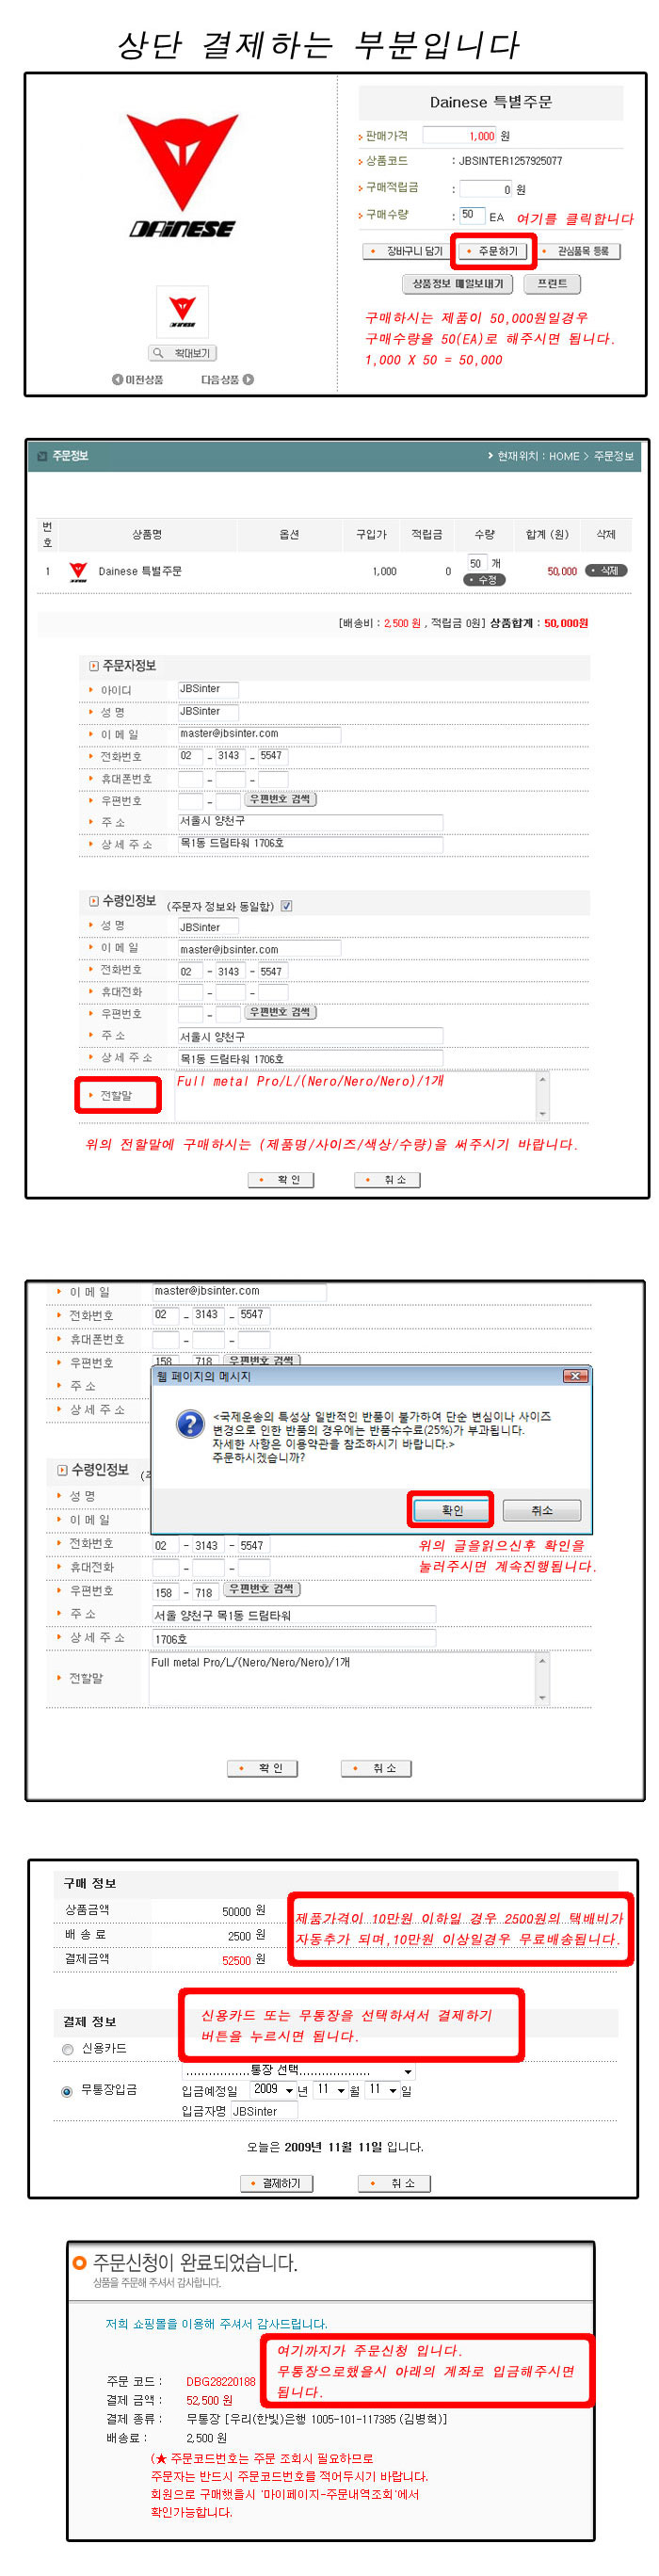 상단 결제하는 부분입니다
DAINESE
DAINESE
확대보기
이전상품 다음상품
Dainese 특별주문
판매가격 1,000 원
상품코드 : JBSINTER1257925077
구매적립금 : 0 원
구매수량 : 50 EA 여기를 클릭합니다
장바구니 담기 주문하기 관심품목 등록
상품정보 메일보내기 프린트
구매하시는 제품이 50,000원일경우
구매수량을 50(EA)로 해주시면 됩니다.
1,000 X 50 = 50,000
주문정보 현재위치 : HOME > 주문정보
번호 상품명 옵션 구입가 적립금 수량 합계 (원) 삭제
1 Dainese 특별주문 1,000 0 50 개 50,000 삭제
수정
[배송비 : 2,500 원 , 적립금 0원] 상품합계 : 50,000원
주문자정보
아이디 JBSinter
성 명 JBSinter
이 메 일 master@jbsinter.com
전화번호 02 - 3143 - 5547
휴대폰번호 - -
우편번호 - 우편번호 검색
주 소 서울시 양천구
상 세 주 소 목1동 드림타워 1706호
수령인정보 (주문자 정보와 동일함)
성 명 JBSinter
이 메 일 master@jbsinter.com
전화번호 02 - 3143 - 5547
휴대전화 - -
우편번호 - 우편번호 검색
주 소 서울시 양천구
상 세 주 소 목1동 드림타워 1706호
전할말 Full metal Pro/L/(Nero/Nero/Nero)/1개
위의 전할말에 구매하시는 (제품명/사이즈/색상/수량)을 써주시기 바랍니다.
확 인 취 소
이 메 일 master@jbsinter.com
전화번호 02 - 3143 - 5547
휴대폰번호 - -
우편번호 158 718 우편번호 검색
주 소
상 세 주 소
웹 페이지의 메시지
<국제운송의 특성상 일반적인 반품이 불가하여 단순 변심이나 사이즈
변경으로 인한 반품의 경우에는 반품수수료(25%)가 부과됩니다.
자세한 사항은 이용약관을 참조하시기 바랍니다.>
주문하시겠습니까?
확인 취소
수령인정보
성 명
이 메 일
위의 글을읽으신후 확인을
눌러주시면 계속진행됩니다.
전화번호 02 - 3143 - 5547
휴대전화 - -
우편번호 158 - 718 우편번호 검색
주 소 서울 양천구 목1동 드림타워
상 세 주 소 1706호
전할말 Full metal Pro/L/(Nero/Nero/Nero)/1개
확 인 취 소
구매 정보
상품금액 50000 원
배 송 료 2500 원
결제금액 52500 원
제품가격이 10만원 이하일 경우 2500원의 택배비가
자동추가 되며,10만원 이상일경우 무료배송됩니다.
결제 정보
신용카드 또는 무통장을 선택하셔서 결제하기
버튼을 누르시면 됩니다.
신용카드
무통장입금
................통장 선택..................
입금예정일 2009 년 11 월 11 일
입금자명 JBSinter
오늘은 2009년 11월 11일 입니다.
결제하기 취 소
주문신청이 완료되었습니다.
상품을 주문해 주셔서 감사합니다.
저희 쇼핑몰을 이용해 주셔서 감사드립니다.
여기까지가 주문신청 입니다.
무통장으로했을시 아래의 계좌로 입금해주시면
됩니다.
주문 코드 : DBG28220188
결제 금액 : 52,500 원
결제 종류 : 무통장 [우리(한빛)은행 1005-101-117385 (김병혁)]
배송료 : 2,500 원
(★ 주문코드번호는 주문 조회시 필요하므로
주문자는 반드시 주문코드번호를 적어두시기 바랍니다.
회원으로 구매했을시 '마이페이지-주문내역조회'에서
확인가능합니다.